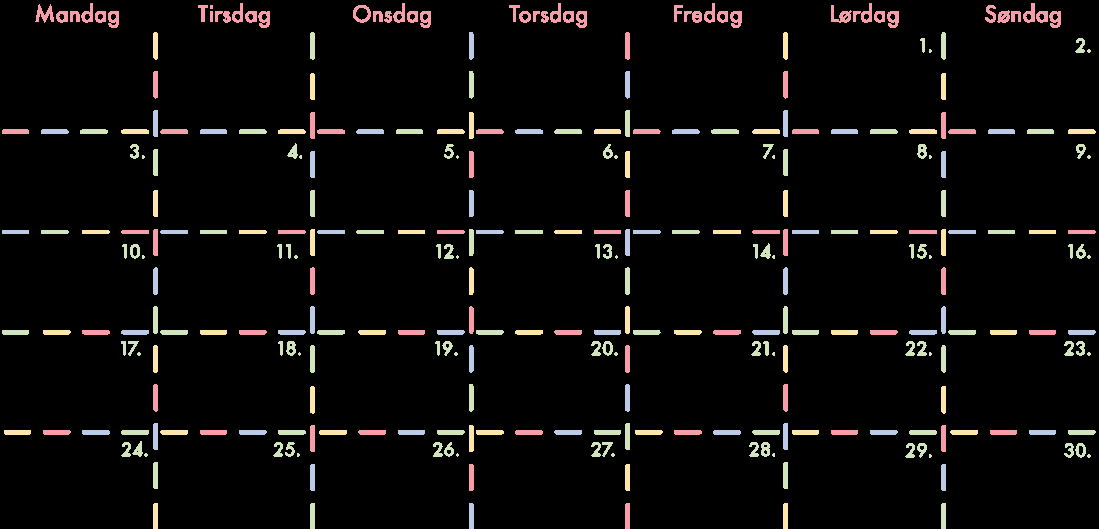 Mandag Tirsdag Onsdag Torsdag Fredag Lørdag Søndag
1. 2.
3. 4. 5. 6. 7. 8. 9.
10. 11. 12. 13. 14. 15. 16.
17. 18. 19. 20. 21. 22. 23.
24. 25. 26. 27. 28. 29. 30.